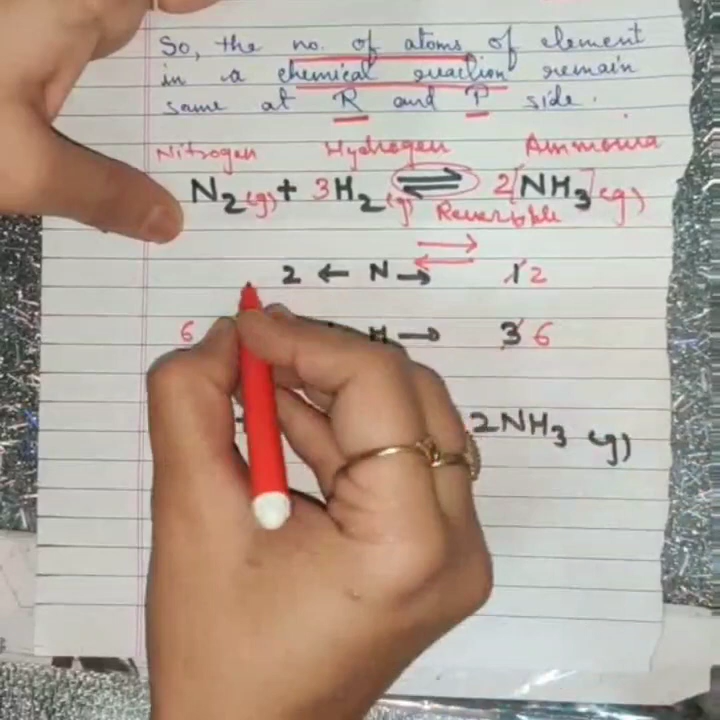 So, the no. of atoms of element
in a chemical reaction remain
same at R and P side.
Nitrogen Hydrogen Ammonia
N₂(g) + 3H₂(g) ⇌ 2[NH₃](g)
Reversible
⇌
2 ← N → 1 2
6 H → 3 6
2NH₃ (g)